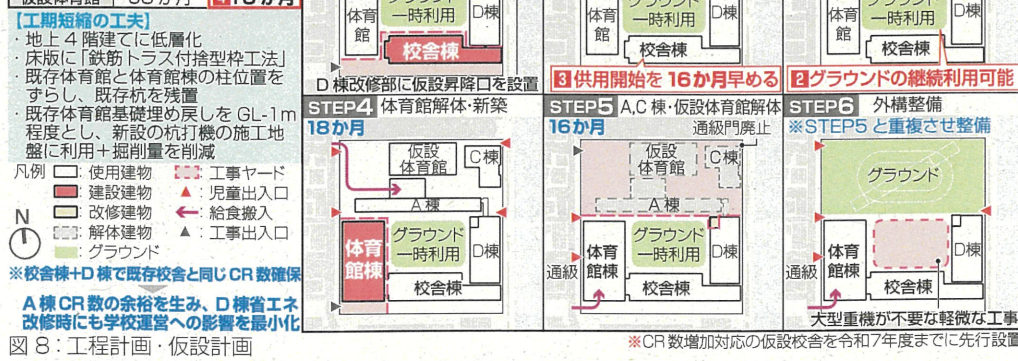 仮設体育館 4 18か月
【工期短縮の工夫】
・地上4階建てに低層化
・床版に「鉄筋トラス付捨型枠工法」
・既存体育館と体育館棟の柱位置を
ずらし、既存杭を残置
・既存体育館基礎埋め戻しをGL-1m
程度とし、新設の杭打機の施工地
盤に利用+掘削量を削減
凡例 : 使用建物 : 工事ヤード
: 建設建物 ▲ : 児童出入口
N : 改修建物 ← : 給食搬入
: 解体建物 ▲ : 工事出入口
: グラウンド
※校舎棟+D棟で既存校舎と同じCR数確保
A棟CR数の余裕を生み、D棟省エネ
改修時にも学校運営への影響を最小化
図8:工程計画・仮設計画
体育
館
グラウンド
一時利用
D棟
校舎棟
D棟改修部に仮設昇降口を設置
体育
館
グラウンド
一時利用
D棟
校舎棟
3 供用開始を16か月早める
体育
館
グラウンド
一時利用
D棟
校舎棟
2 グラウンドの継続利用可能
STEP4 体育館解体・新築
18か月
仮設
体育館
C棟
A棟
体育
館棟
グラウンド
一時利用
D棟
校舎棟
STEP5 A,C棟・仮設体育館解体
16か月 通級門廃止
仮設
体育館
C棟
A棟
体育
館棟
グラウンド
一時利用
D棟
通級
校舎棟
STEP6 外構整備
※STEP5と重複させ整備
グラウンド
体育
館棟
D棟
通級
校舎棟
大型重機が不要な軽微な工事
※CR数増加対応の仮設校舎を令和7年度までに先行設置